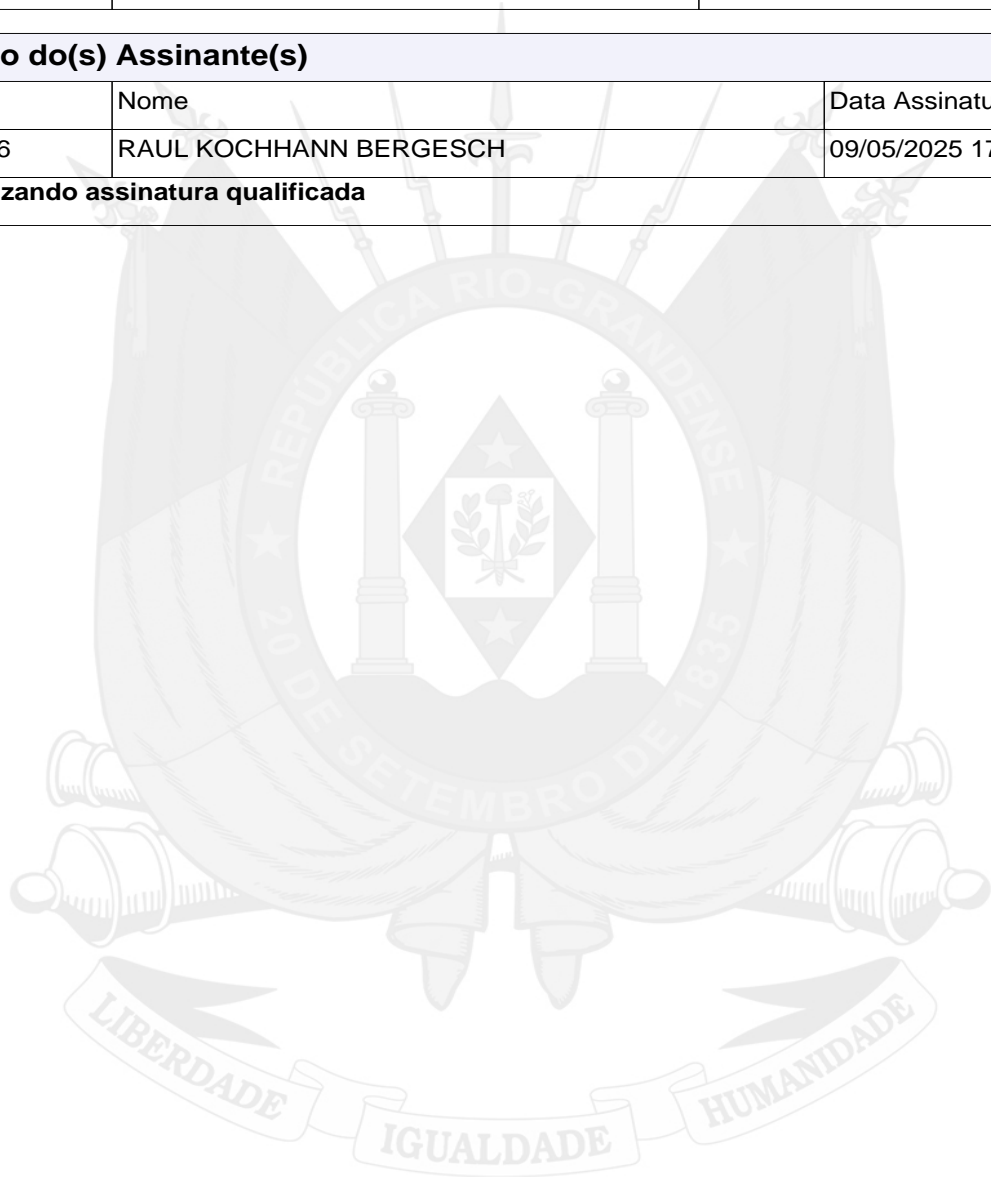 o do(s) Assinante(s)
Nome Data Assinatu
6 RAUL KOCHHANN BERGESCH 09/05/2025 17
zando assinatura qualificada
REPÚBLICA RIO-GRANDENSE
20 DE SETEMBRO DE 1835
LIBERDADE IGUALDADE HUMANIDADE